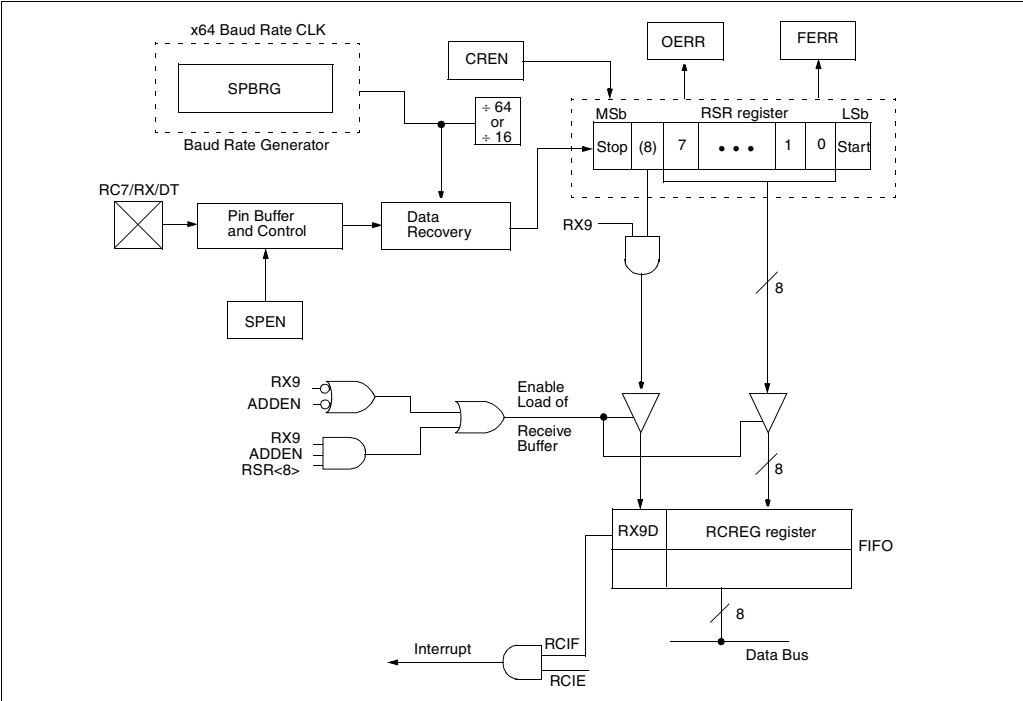 x64 Baud Rate CLK
SPBRG
Baud Rate Generator
CREN
OERR
FERR
÷ 64
or
÷ 16
MSb
RSR register
LSb
Stop
(8)
7
• • •
1
0
Start
RC7/RX/DT
Pin Buffer
and Control
Data
Recovery
SPEN
RX9
8
RX9
ADDEN
RX9
ADDEN
RSR<8>
Enable
Load of
Receive
Buffer
8
RX9D
RCREG register
FIFO
8
Data Bus
Interrupt
RCIF
RCIE